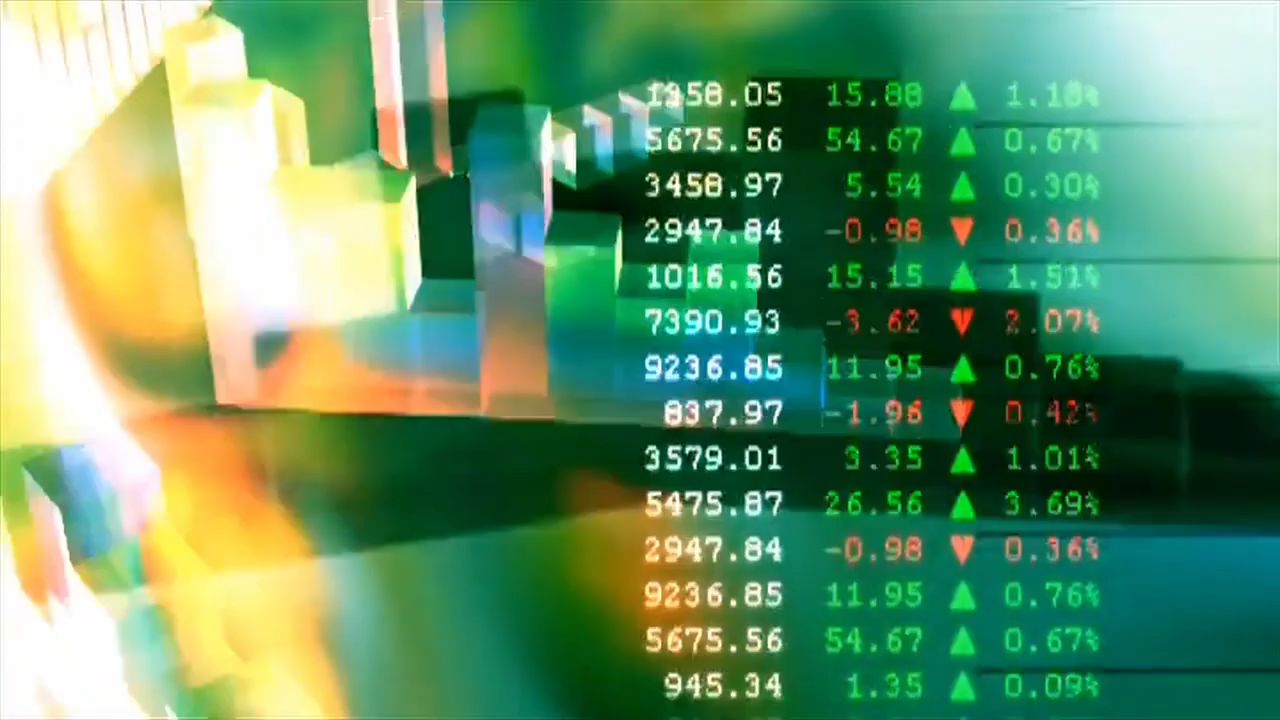 1358.05 15.88 ▲ 1.18%
5675.56 54.67 ▲ 0.67%
3458.97 5.54 ▲ 0.30%
2947.84 -0.98 ▼ 0.36%
1016.56 15.15 ▲ 1.51%
7390.93 -3.62 ▼ 2.07%
9236.85 11.95 ▲ 0.76%
837.97 -1.96 ▼ 0.42%
3579.01 3.35 ▲ 1.01%
5475.87 26.56 ▲ 3.69%
2947.84 -0.98 ▼ 0.36%
9236.85 11.95 ▲ 0.76%
5675.56 54.67 ▲ 0.67%
945.34 1.35 ▲ 0.09%